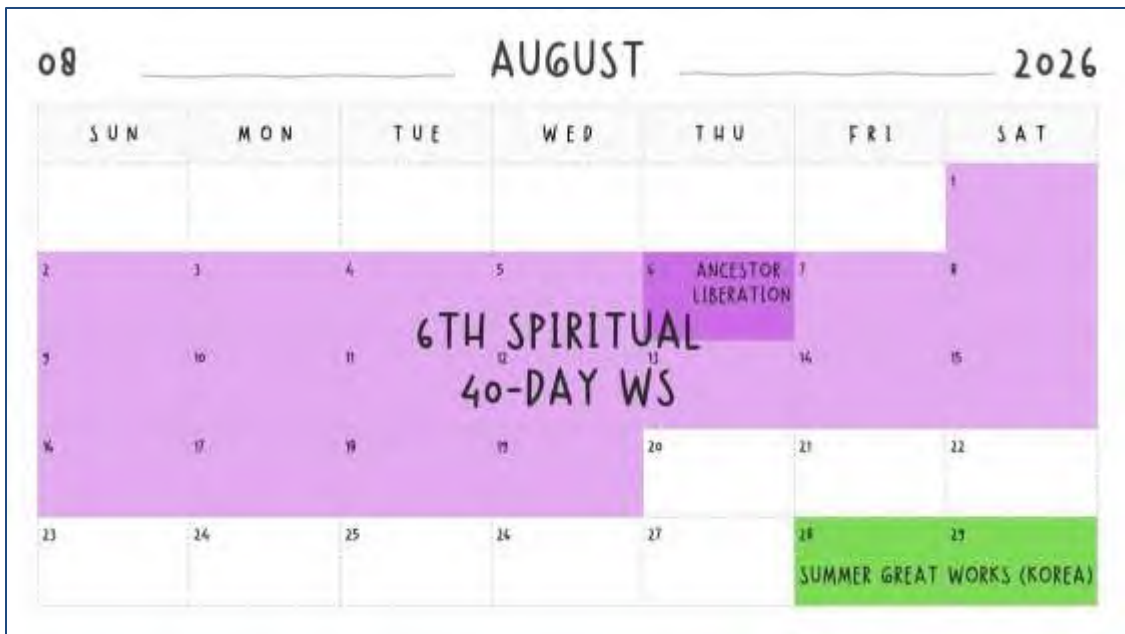 08 AUGUST 2026
SUN MON TUE WED THU FRI SAT
1
2 3 4 5 6 ANCESTOR 7 8
LIBERATION
6TH SPIRITUAL
9 10 11 12 13 14 15
40-DAY WS
16 17 18 19 20 21 22
23 24 25 26 27 28 29
SUMMER GREAT WORKS (KOREA)